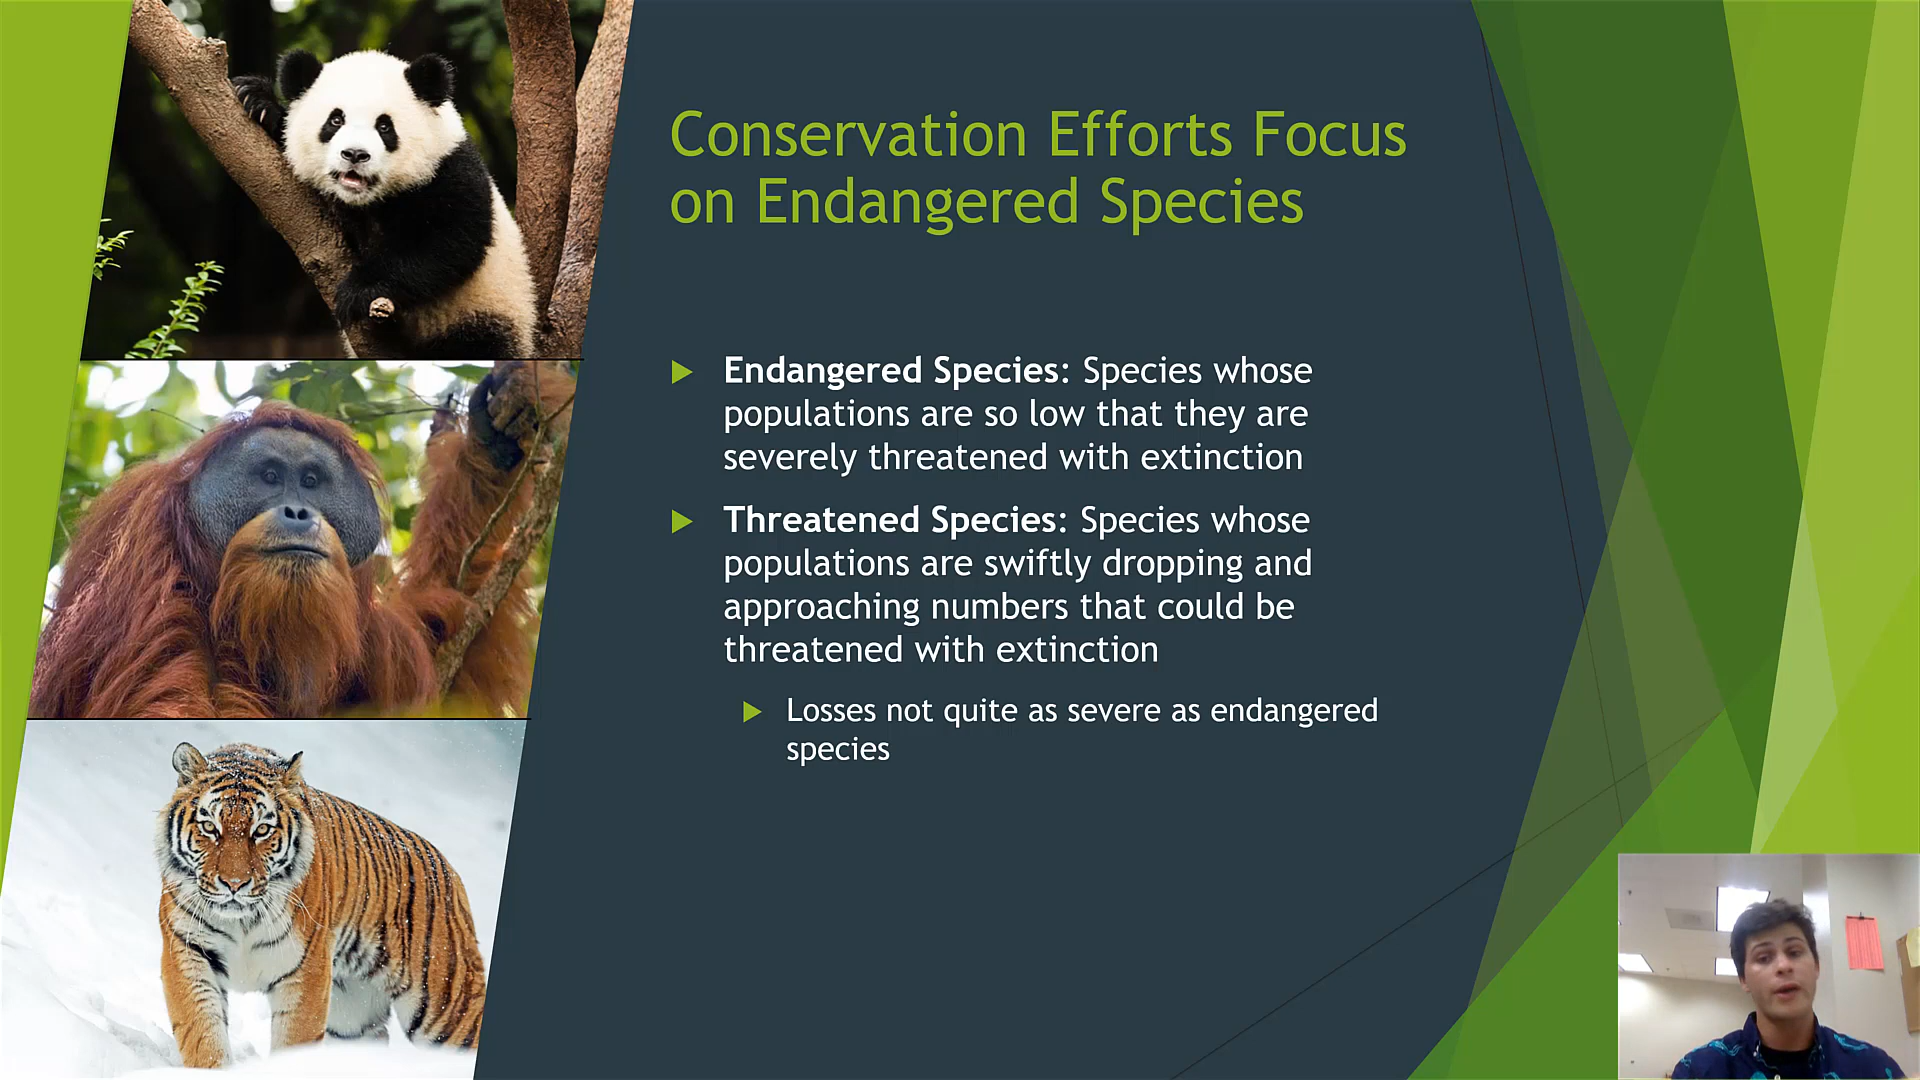 Conservation Efforts Focus
on Endangered Species
Endangered Species: Species whose
populations are so low that they are
severely threatened with extinction
Threatened Species: Species whose
populations are swiftly dropping and
approaching numbers that could be
threatened with extinction
Losses not quite as severe as endangered
species